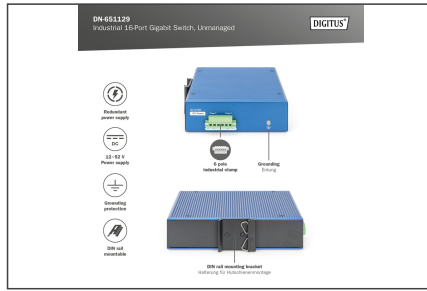 DN-651129
Industrial 16-Port Gigabit Switch, Unmanaged
DIGITUS®
Redundant
power supply
DC
12-52 V
Power supply
Grounding
protection
DIN rail
mountable
6 pole
industrial clamp
Grounding
Erdung
DIN rail mounting bracket
Halterung für Hutschienenmontage